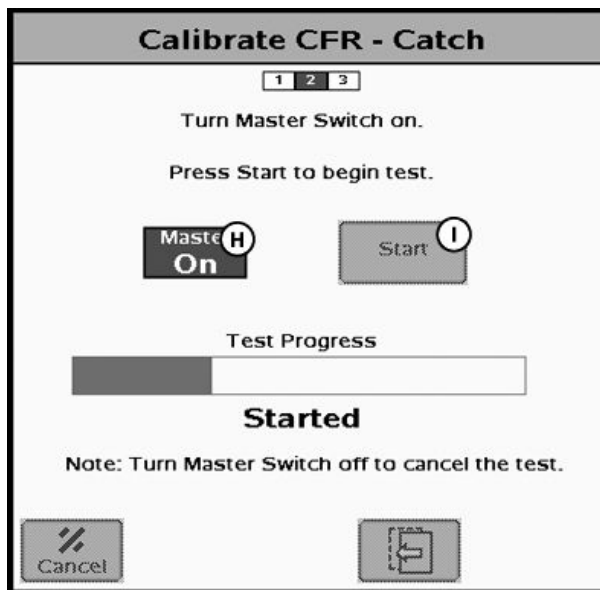 Calibrate CFR - Catch
1 2 3
Turn Master Switch on.
Press Start to begin test.
Maste H
On
Start I
Test Progress
Started
Note: Turn Master Switch off to cancel the test.
Cancel